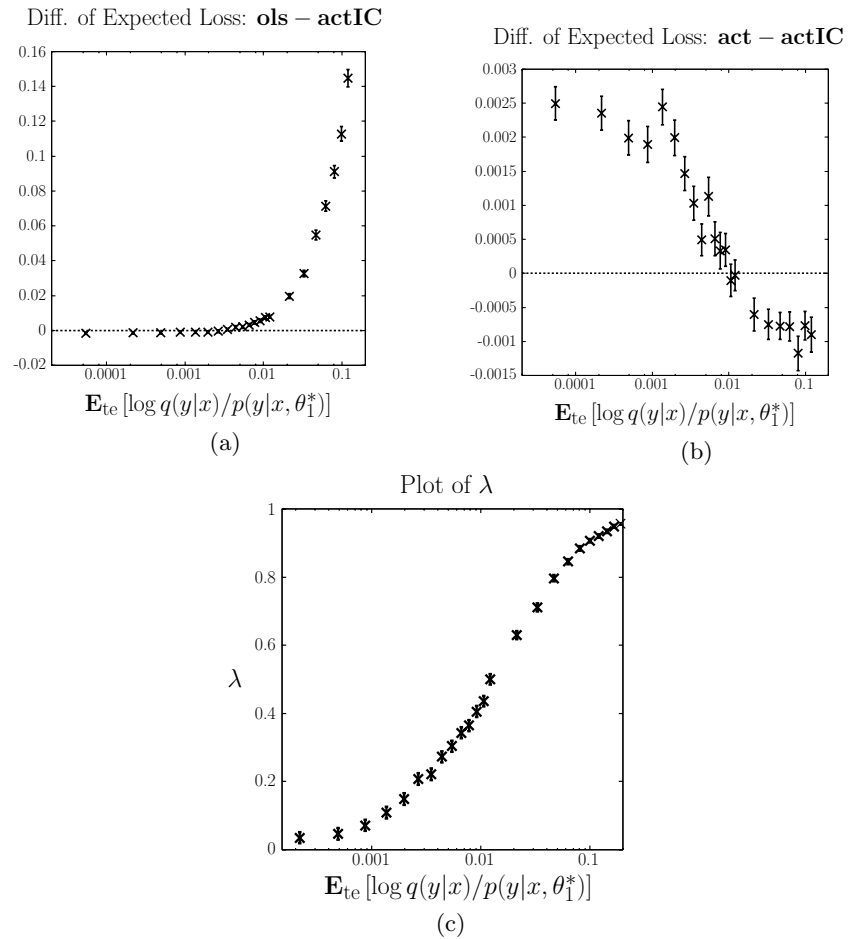 Diff. of Expected Loss: ols − actIC
0.16
0.14
0.12
0.1
0.08
0.06
0.04
0.02
0
-0.02
0.0001 0.001 0.01 0.1
E_te [log q(y|x)/p(y|x, θ₁*)]
(a)
Diff. of Expected Loss: act − actIC
0.003
0.0025
0.002
0.0015
0.001
0.0005
0
-0.0005
-0.001
-0.0015
0.0001 0.001 0.01 0.1
E_te [log q(y|x)/p(y|x, θ₁*)]
(b)
Plot of λ
1
0.8
0.6
λ
0.4
0.2
0
0.001 0.01 0.1
E_te [log q(y|x)/p(y|x, θ₁*)]
(c)